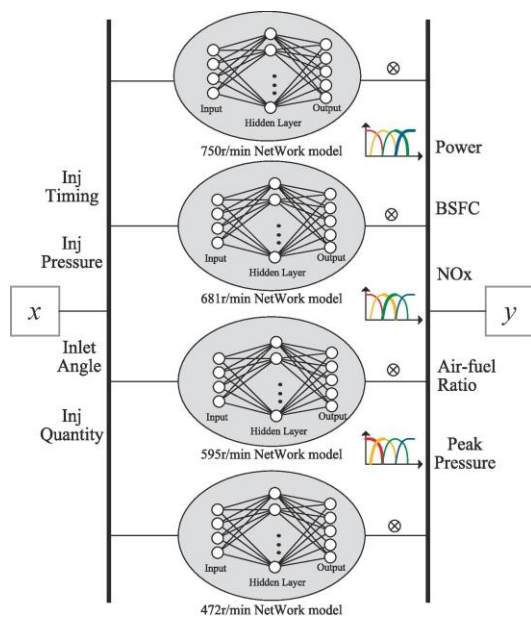 Input
Output
Hidden Layer
750r/min NetWork model
Power
Inj
Timing
BSFC
Input
Output
Hidden Layer
681r/min NetWork model
Inj
Pressure
NOx
x
y
Inlet
Angle
Air-fuel
Ratio
Input
Output
Hidden Layer
595r/min NetWork model
Inj
Quantity
Peak
Pressure
Input
Output
Hidden Layer
472r/min NetWork model